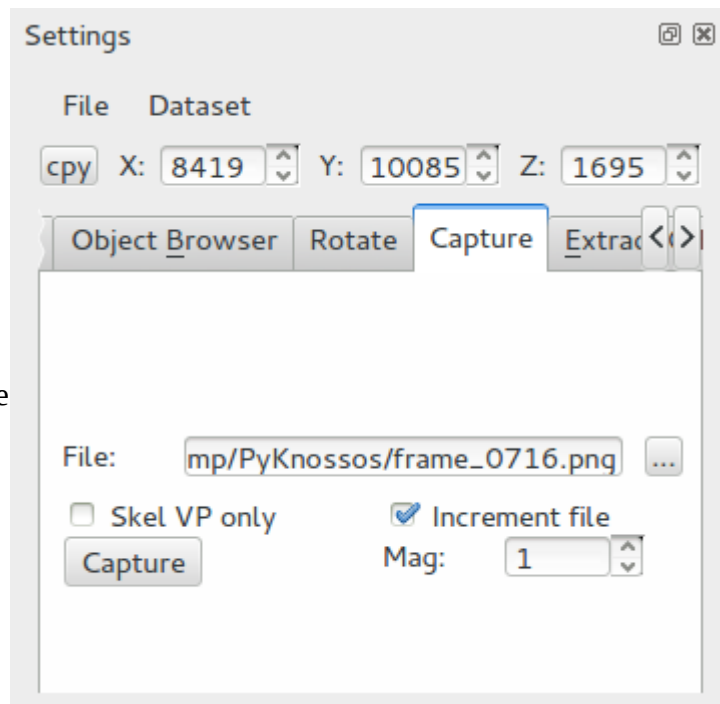 Settings
File Dataset
cpy X: 8419 Y: 10085 Z: 1695
Object Browser Rotate Capture Extrac
e
File: mp/PyKnossos/frame_0716.png ...
Skel VP only Increment file
Capture Mag: 1